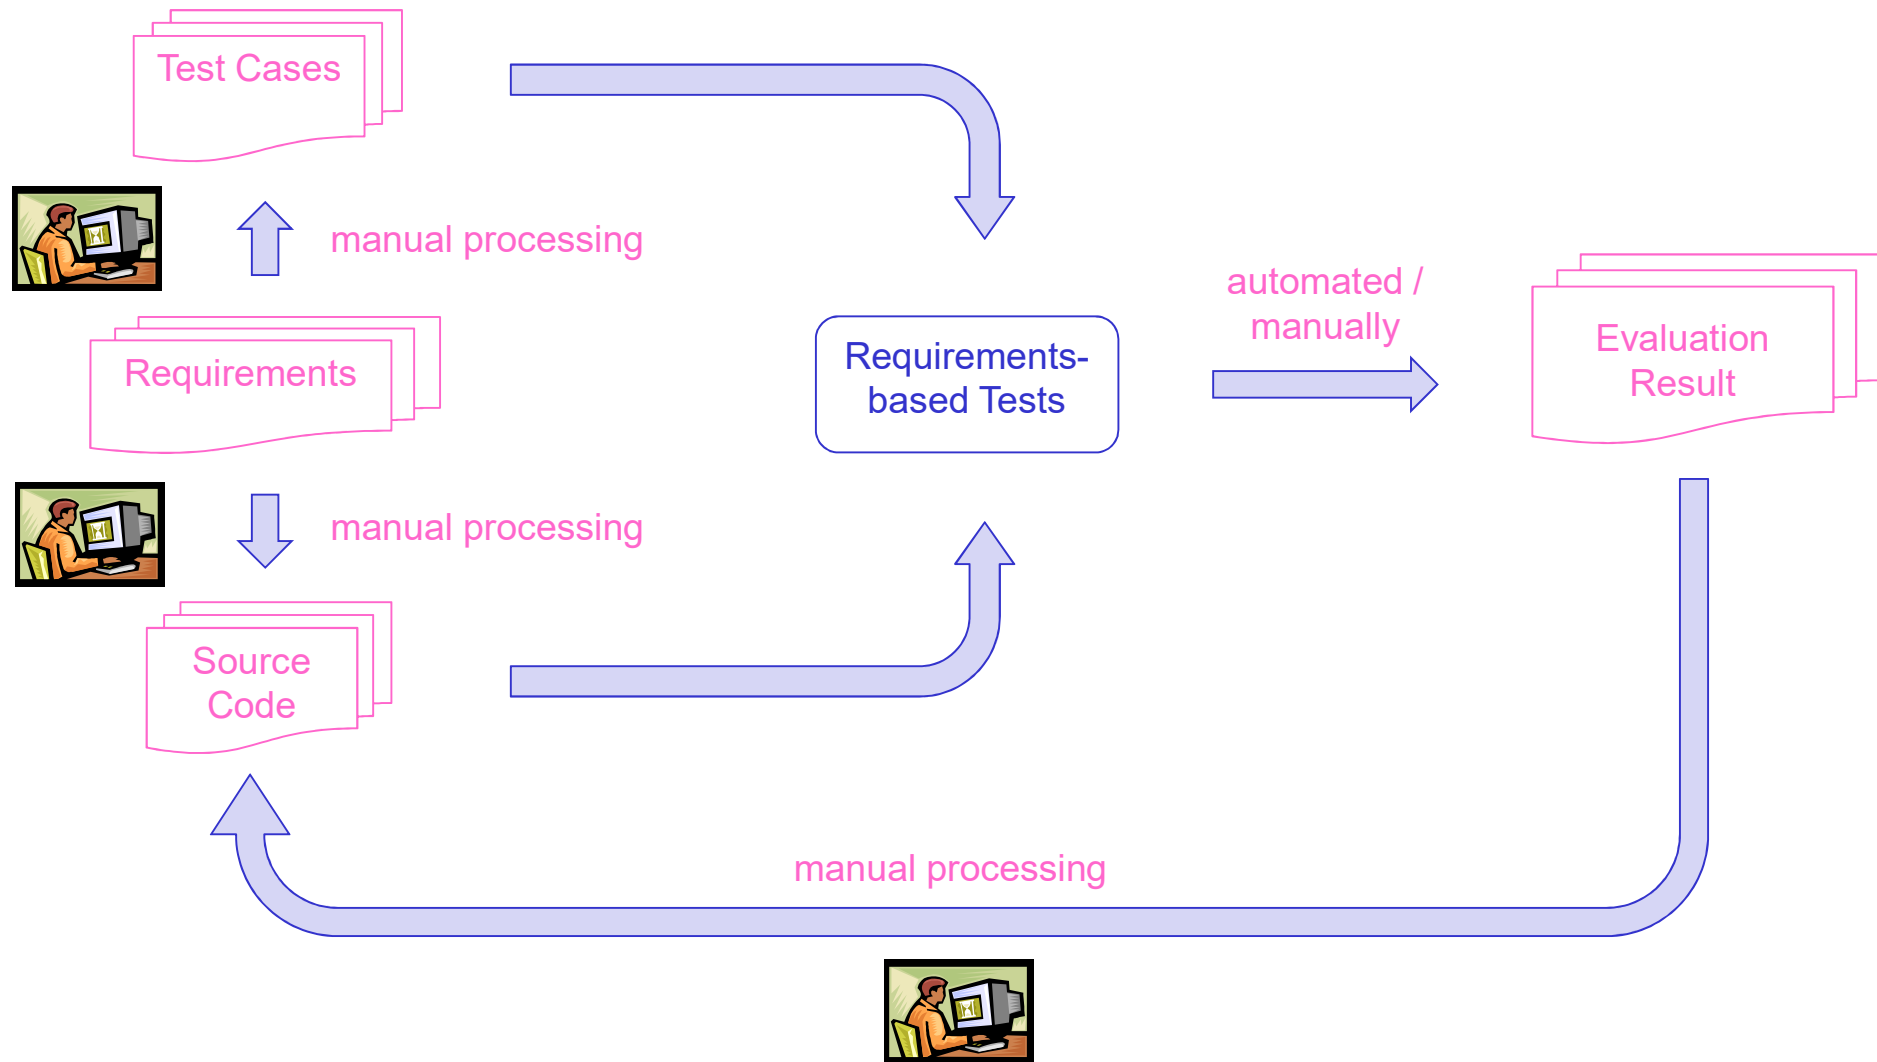 Test Cases
manual processing
Requirements
manual processing
Source
Code
Requirements-
based Tests
automated /
manually
Evaluation
Result
manual processing